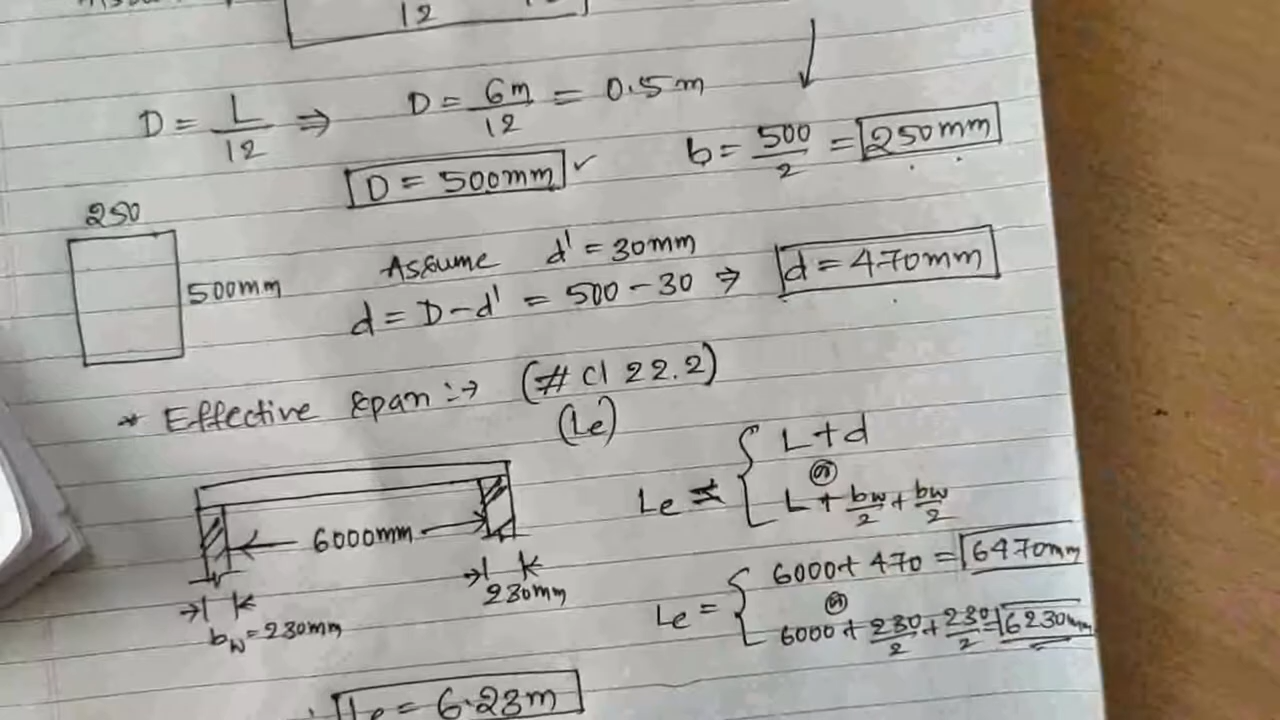 12
D = L/12 ⇒ D = 6m/12 = 0.5m
b = 500/2 = 250mm
D = 500mm ✓
250
500mm
Assume d' = 30mm
d = D - d' = 500 - 30 ⇒ d = 470mm
* Effective span :→ (# Cl 22.2)
(Le)
Le = { L + d
(or)
L + bw/2 + bw/2
6000mm
230mm
bw = 230mm
Le = { 6000 + 470 = 6470mm
(or)
6000 + 230/2 + 230/2 = 6230mm
Le = 6.23m